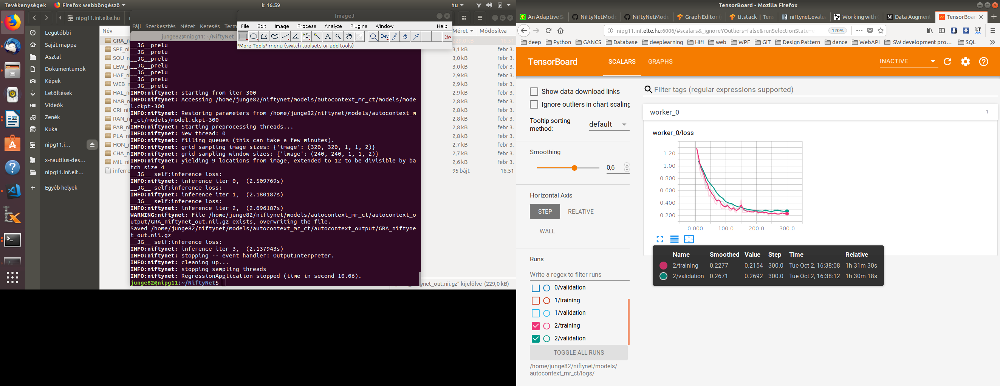 Tevékenységek
Firefox webböngésző
k 16.59
hu
nipg11.inf.elte.hu
Legutóbbi
Saját mappa
Asztal
Dokumentumok
Képek
Letöltések
Videók
Zenék
Kuka
nipg11.i…
x-nautilus-des…
nipg11.inf.elt…
Egyéb helyek
Név
GRA_n
SPE_ni
SOU_n
LEW_n
HAF_ni
WEB_n
HAL_ni
NAR_n
CRI_nif
RAN_n
PAR_ni
PLA_ni
HON_n
CHA_n
MIL_ni
inferre
Fájl Szerkesztés Nézet Keresés Term
junge82@nipg11: ~/NiftyNet
__JG__prelu
__JG__prelu
__JG__prelu
__JG__prelu
__JG__prelu
__JG__prelu
__JG__prelu
INFO:niftynet: starting from iter 300
INFO:niftynet: Accessing /home/junge82/niftynet/models/autocontext_mr_ct/models/mode
l.ckpt-300
INFO:niftynet: Restoring parameters from /home/junge82/niftynet/models/autocontext_m
r_ct/models/model.ckpt-300
INFO:niftynet: Starting preprocessing threads...
INFO:niftynet: New thread: 0
INFO:niftynet: filling queues (this can take a few minutes).
INFO:niftynet: grid sampling image sizes: {'image': (320, 320, 1, 1, 2)}
INFO:niftynet: grid sampling window sizes: {'image': (240, 240, 1, 1, 2)}
INFO:niftynet: yielding 9 locations from image, extended to 12 to be divisible by ba
tch size 4
__JG__ self:inference loss:
INFO:niftynet: inference iter 0,  (2.509769s)
__JG__ self:inference loss:
INFO:niftynet: inference iter 1,  (2.180187s)
__JG__ self:inference loss:
INFO:niftynet: inference iter 2,  (2.096187s)
WARNING:niftynet: File /home/junge82/niftynet/models/autocontext_mr_ct/autocontext_o
utput/GRA_niftynet_out.nii.gz exists, overwriting the file.
Saved /home/junge82/niftynet/models/autocontext_mr_ct/autocontext_output/GRA_niftyne
t_out.nii.gz
__JG__ self:inference loss:
INFO:niftynet: inference iter 3,  (2.137943s)
INFO:niftynet: stopping -- event handler: OutputInterpreter.
INFO:niftynet: cleaning up...
INFO:niftynet: stopping sampling threads
INFO:niftynet: RegressionApplication stopped (time in second 10.06).
junge82@nipg11:~/NiftyNet$
ImageJ
File Edit Image Process Analyze Plugins Window Help
Dev
"More Tools" menu (switch toolsets or add tools)
Méret Módosítva
229,0 kB 16.51
3,1 kB febr 3.
3,0 kB febr 3.
3,0 kB febr 3.
2,9 kB febr 3.
2,9 kB febr 3.
2,9 kB febr 3.
2,8 kB febr 3.
2,8 kB febr 3.
2,8 kB febr 3.
2,8 kB febr 3.
2,8 kB febr 3.
2,7 kB febr 3.
2,7 kB febr 3.
2,6 kB febr 3.
95 bájt 16.51
ynet_out.nii.gz” kijelölve (229,0 kB)
TensorBoard - Mozilla Firefox
An Adaptive S
NiftyNetMode
NiftyNetMode
Graph Editor (
tf.stack | Tens
niftynet.evalua
Working with
Data Augment
TensorBoar
nipg11.inf.elte.hu:6006/#scalars&_ignoreYOutliers=false&runSelectionState=e
120%
LT
deep Python GANCS Database deeplearning Hifi web WPF GIT Design Pattern dance WebAPI SW development pro… SQL
TensorBoard
SCALARS
GRAPHS
INACTIVE
Show data download links
Ignore outliers in chart scaling
Tooltip sorting
method:
default
Smoothing
0,6
Horizontal Axis
STEP
RELATIVE
WALL
Runs
Write a regex to filter runs
0/validation
1/training
1/validation
2/training
2/validation
TOGGLE ALL RUNS
/home/junge82/niftynet/models/
autocontext_mr_ct/logs/
Filter tags (regular expressions supported)
worker_0
1
worker_0/loss
1.20
1.00
0.800
0.600
0.400
0.200
0.000 100.0 200.0 300.0
Name Smoothed Value Step Time Relative
2/training 0.2277 0.2154 300.0 Tue Oct 2, 16:38:08 1h 31m 30s
2/validation 0.2671 0.2692 300.0 Tue Oct 2, 16:38:12 1h 30m 18s